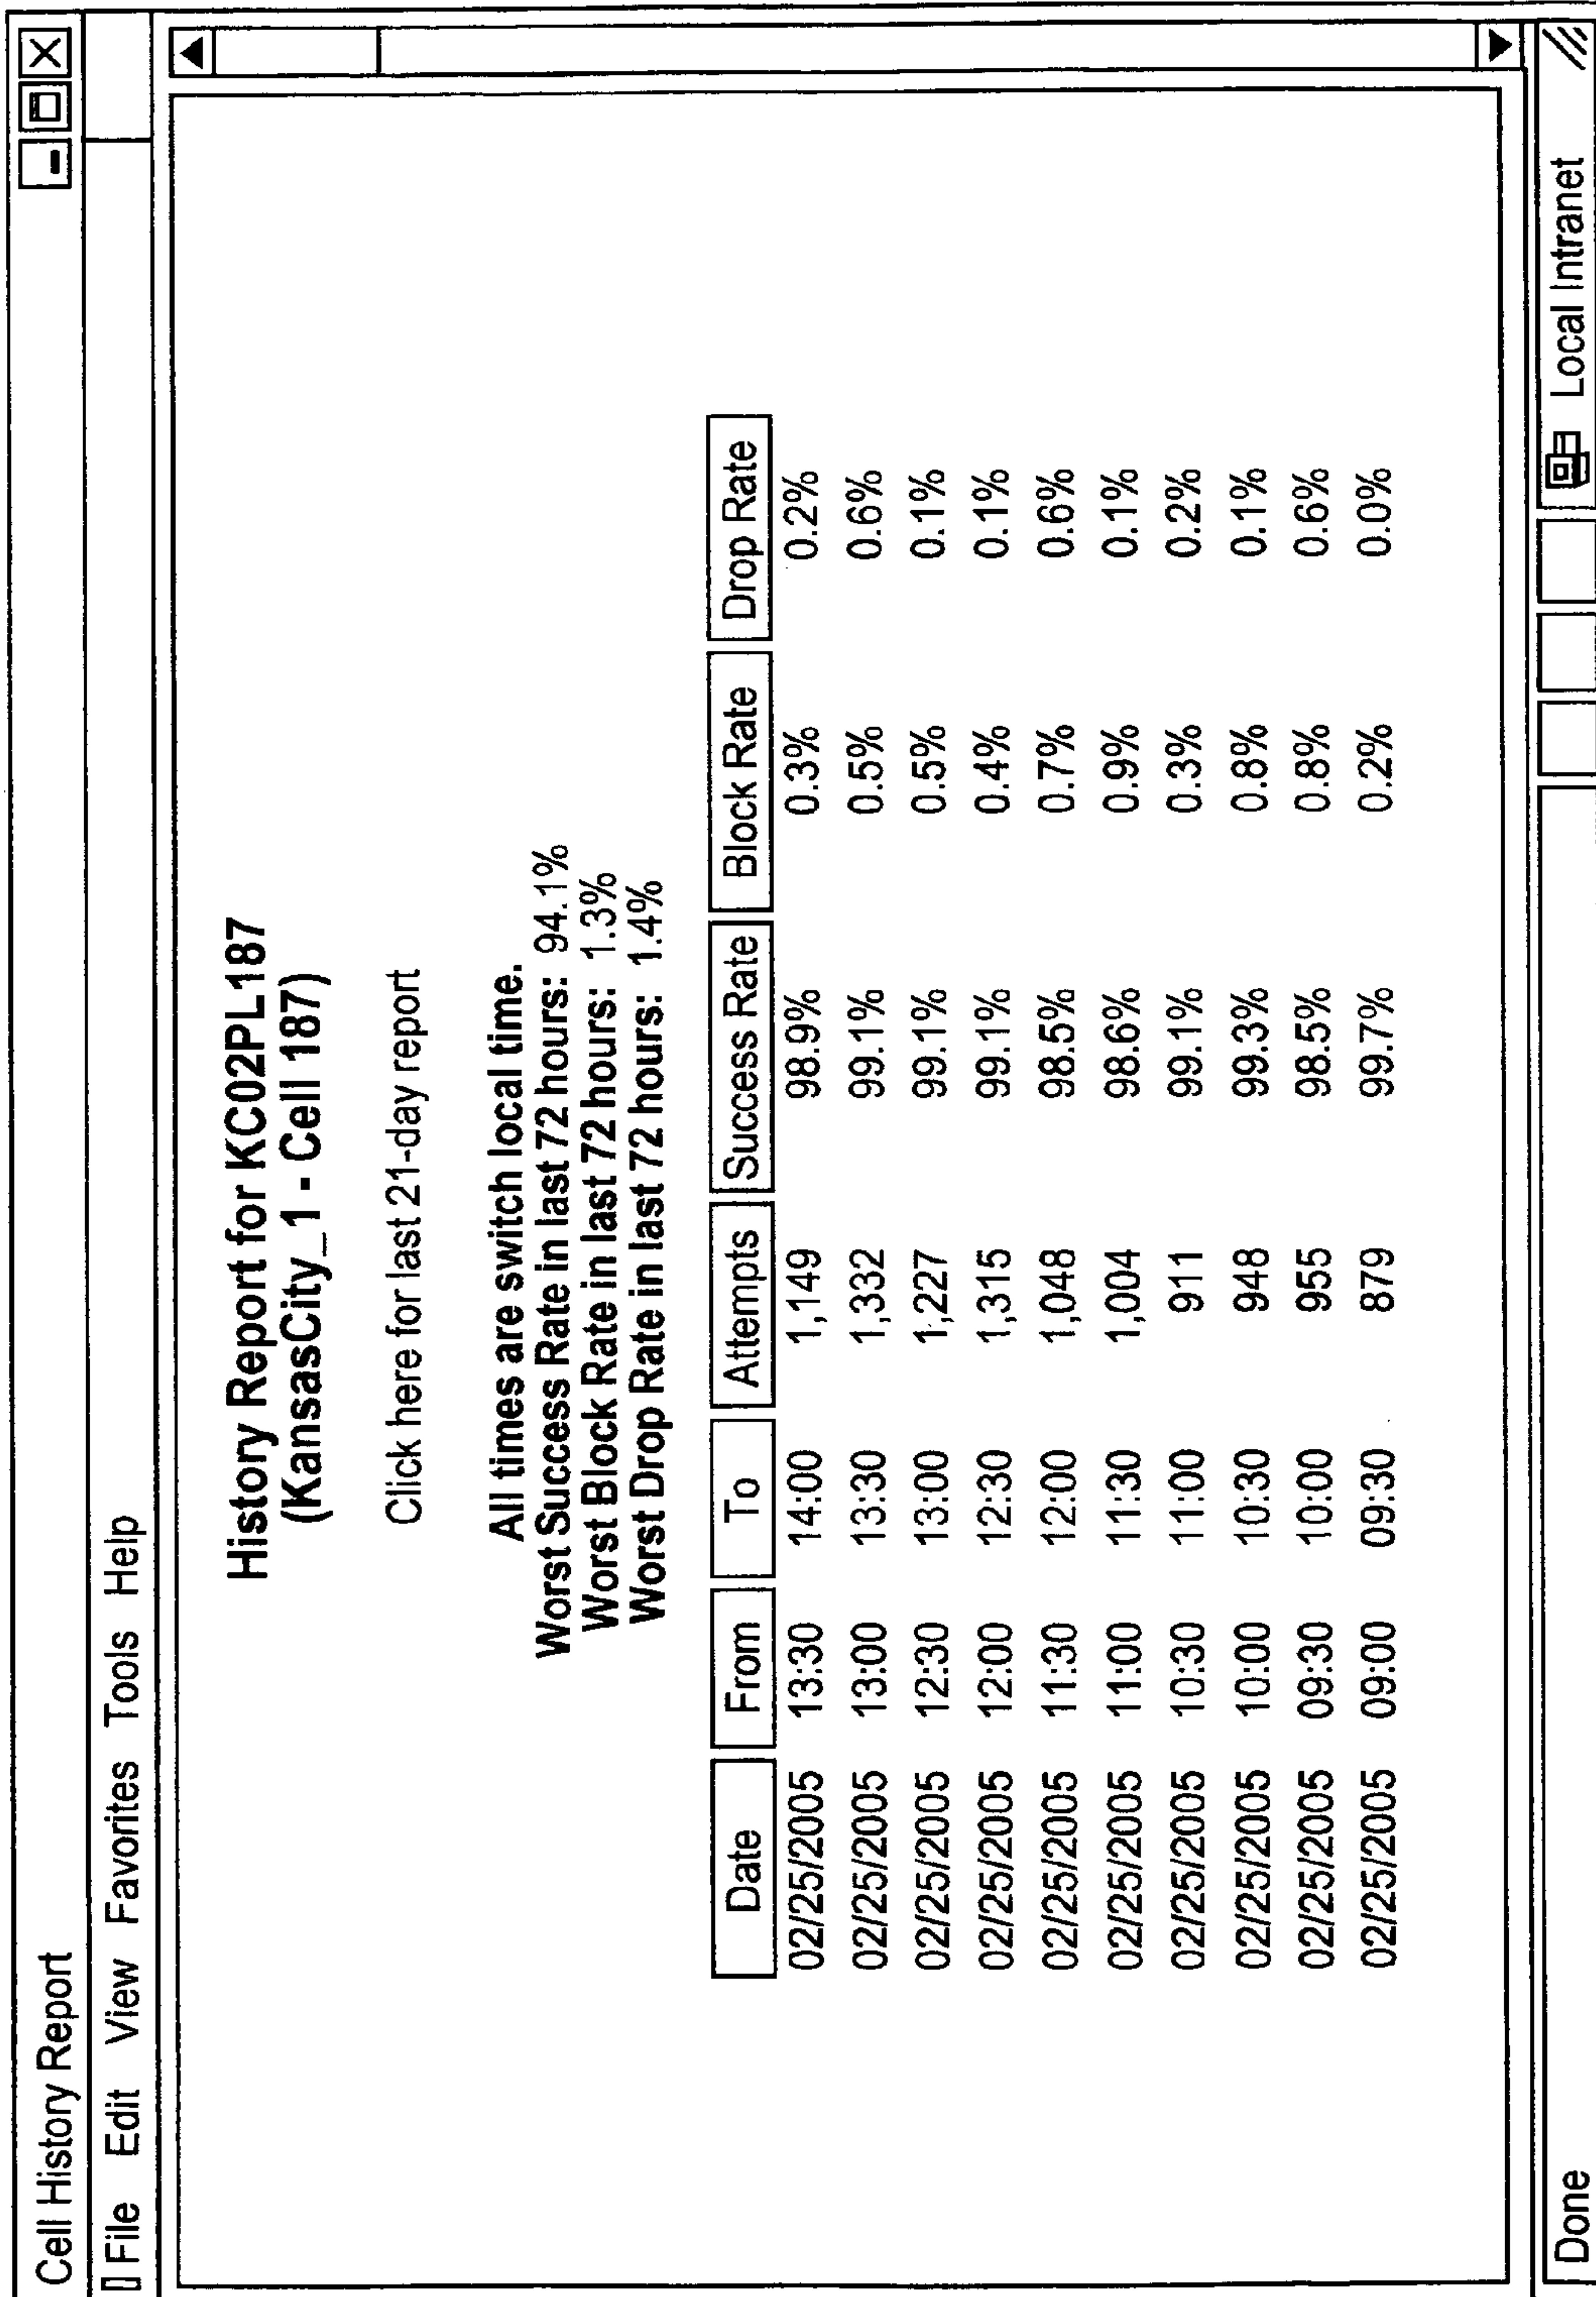 Cell History Report
File Edit View Favorites Tools Help
History Report for KC02PL187
(KansasCity_1 - Cell 187)
Click here for last 21-day report
All times are switch local time.
Worst Success Rate in last 72 hours: 94.1%
Worst Block Rate in last 72 hours: 1.3%
Worst Drop Rate in last 72 hours: 1.4%
Date From To Attempts Success Rate Block Rate Drop Rate
02/25/2005 13:30 14:00 1,149 98.9% 0.3% 0.2%
02/25/2005 13:00 13:30 1,332 99.1% 0.5% 0.6%
02/25/2005 12:30 13:00 1,227 99.1% 0.5% 0.1%
02/25/2005 12:00 12:30 1,315 99.1% 0.4% 0.1%
02/25/2005 11:30 12:00 1,048 98.5% 0.7% 0.6%
02/25/2005 11:00 11:30 1,004 98.6% 0.9% 0.1%
02/25/2005 10:30 11:00 911 99.1% 0.3% 0.2%
02/25/2005 10:00 10:30 948 99.3% 0.8% 0.1%
02/25/2005 09:30 10:00 955 98.5% 0.8% 0.6%
02/25/2005 09:00 09:30 879 99.7% 0.2% 0.0%
Done Local Intranet